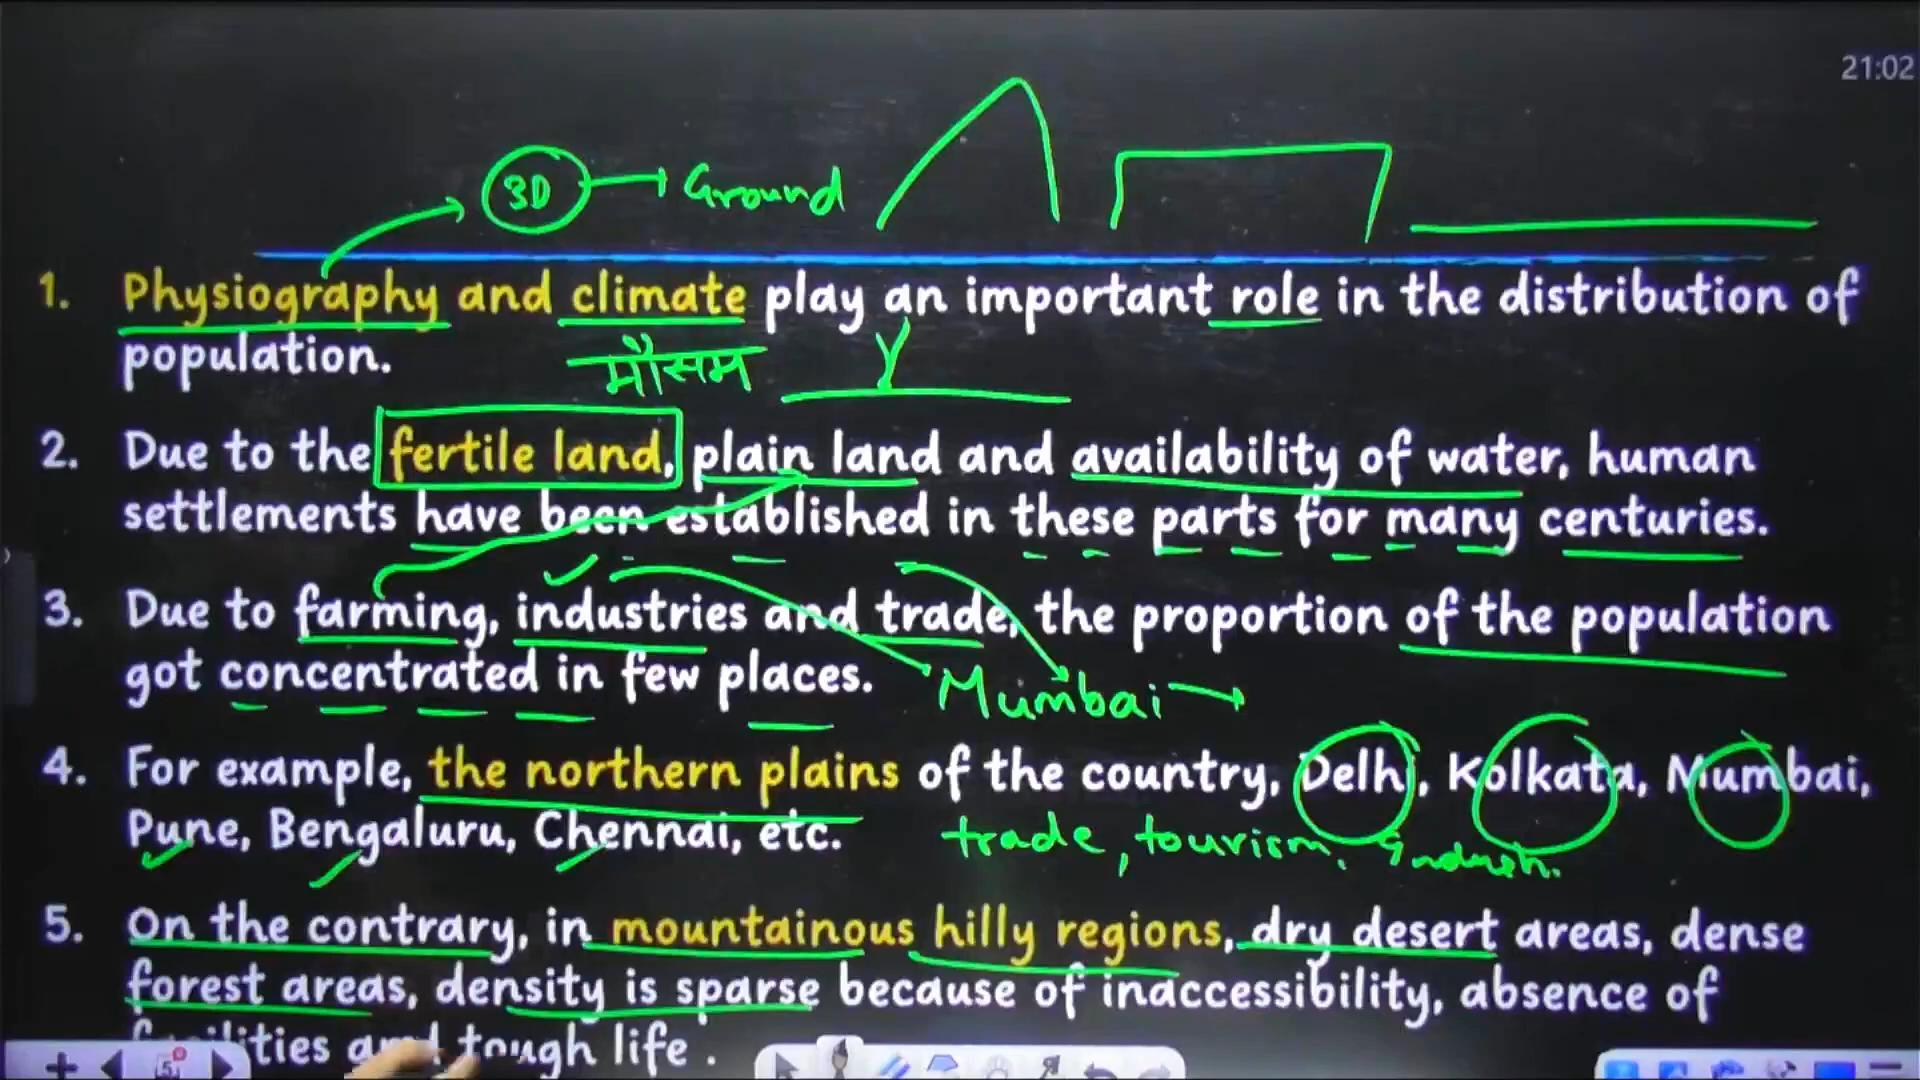 21:02
3D → Ground
1. Physiography and climate play an important role in the distribution of
population.
मौसम
2. Due to the fertile land, plain land and availability of water, human
settlements have been established in these parts for many centuries.
3. Due to farming, industries and trade, the proportion of the population
got concentrated in few places.
Mumbai →
4. For example, the northern plains of the country, Delhi, Kolkata, Mumbai,
Pune, Bengaluru, Chennai, etc.
trade, tourism,
5. On the contrary, in mountainous hilly regions, dry desert areas, dense
forest areas, density is sparse because of inaccessibility, absence of
tough life .